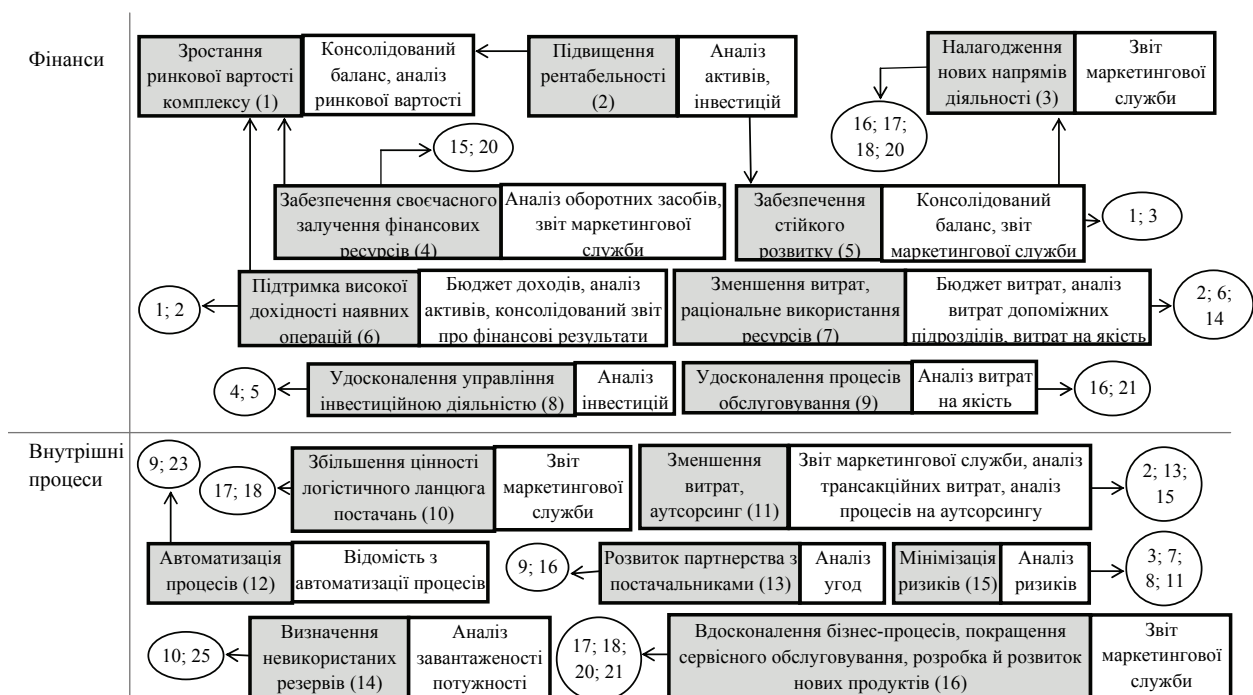 Фінанси
Зростання
ринкової вартості
комплексу (1)
Консолідований
баланс, аналіз
ринкової вартості
Підвищення
рентабельності
(2)
Аналіз
активів,
інвестицій
Налагодження
нових напрямів
діяльності (3)
Звіт
маркетингової
служби
16; 17;
18; 20
15; 20
Забезпечення своєчасного
залучення фінансових
ресурсів (4)
Аналіз оборотних засобів,
звіт маркетингової
служби
Забезпечення
стійкого
розвитку (5)
Консолідований
баланс, звіт
маркетингової служби
1; 3
1; 2
Підтримка високої
дохідності наявних
операцій (6)
Бюджет доходів, аналіз
активів, консолідований звіт
про фінансові результати
Зменшення витрат,
раціональне використання
ресурсів (7)
Бюджет витрат, аналіз
витрат допоміжних
підрозділів, витрат на якість
2; 6;
14
4; 5
Удосконалення управління
інвестиційною діяльністю (8)
Аналіз
інвестицій
Удосконалення процесів
обслуговування (9)
Аналіз витрат
на якість
16; 21
Внутрішні
процеси
9; 23
17; 18
Збільшення цінності
логістичного ланцюга
постачань (10)
Звіт
маркетингової
служби
Зменшення
витрат,
аутсорсинг (11)
Звіт маркетингової служби, аналіз
трансакційних витрат, аналіз
процесів на аутсорсингу
2; 13;
15
Автоматизація
процесів (12)
Відомість з
автоматизації процесів
9; 16
Розвиток партнерства з
постачальниками (13)
Аналіз
угод
Мінімізація
ризиків (15)
Аналіз
ризиків
3; 7;
8; 11
10; 25
Визначення
невикористаних
резервів (14)
Аналіз
завантаженості
потужності
17; 18;
20; 21
Вдосконалення бізнес-процесів, покращення
сервісного обслуговування, розробка й розвиток
нових продуктів (16)
Звіт
маркетингової
служби